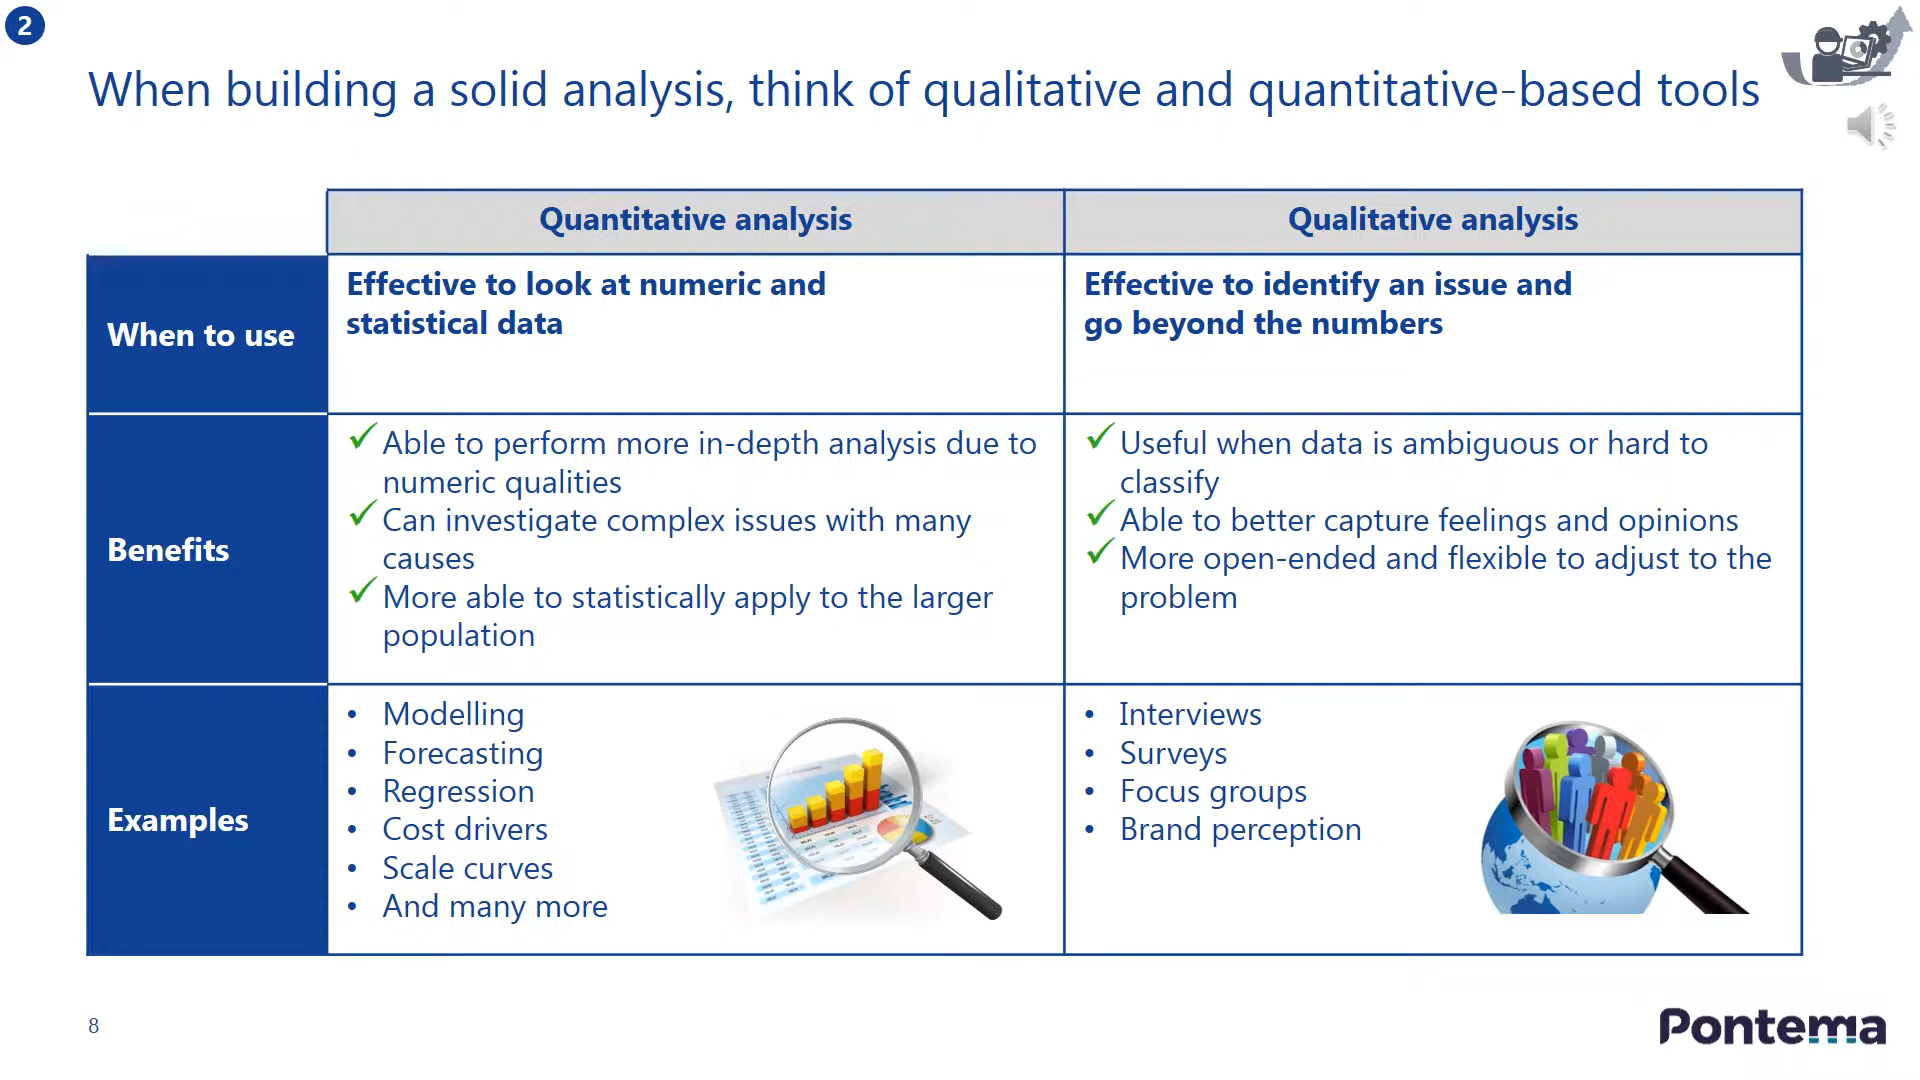 2
When building a solid analysis, think of qualitative and quantitative-based tools
Quantitative analysis
Qualitative analysis
When to use
Effective to look at numeric and
statistical data
Effective to identify an issue and
go beyond the numbers
Benefits
✓ Able to perform more in-depth analysis due to
numeric qualities
✓ Can investigate complex issues with many
causes
✓ More able to statistically apply to the larger
population
✓ Useful when data is ambiguous or hard to
classify
✓ Able to better capture feelings and opinions
✓ More open-ended and flexible to adjust to the
problem
Examples
• Modelling
• Forecasting
• Regression
• Cost drivers
• Scale curves
• And many more
• Interviews
• Surveys
• Focus groups
• Brand perception
8
Pontema